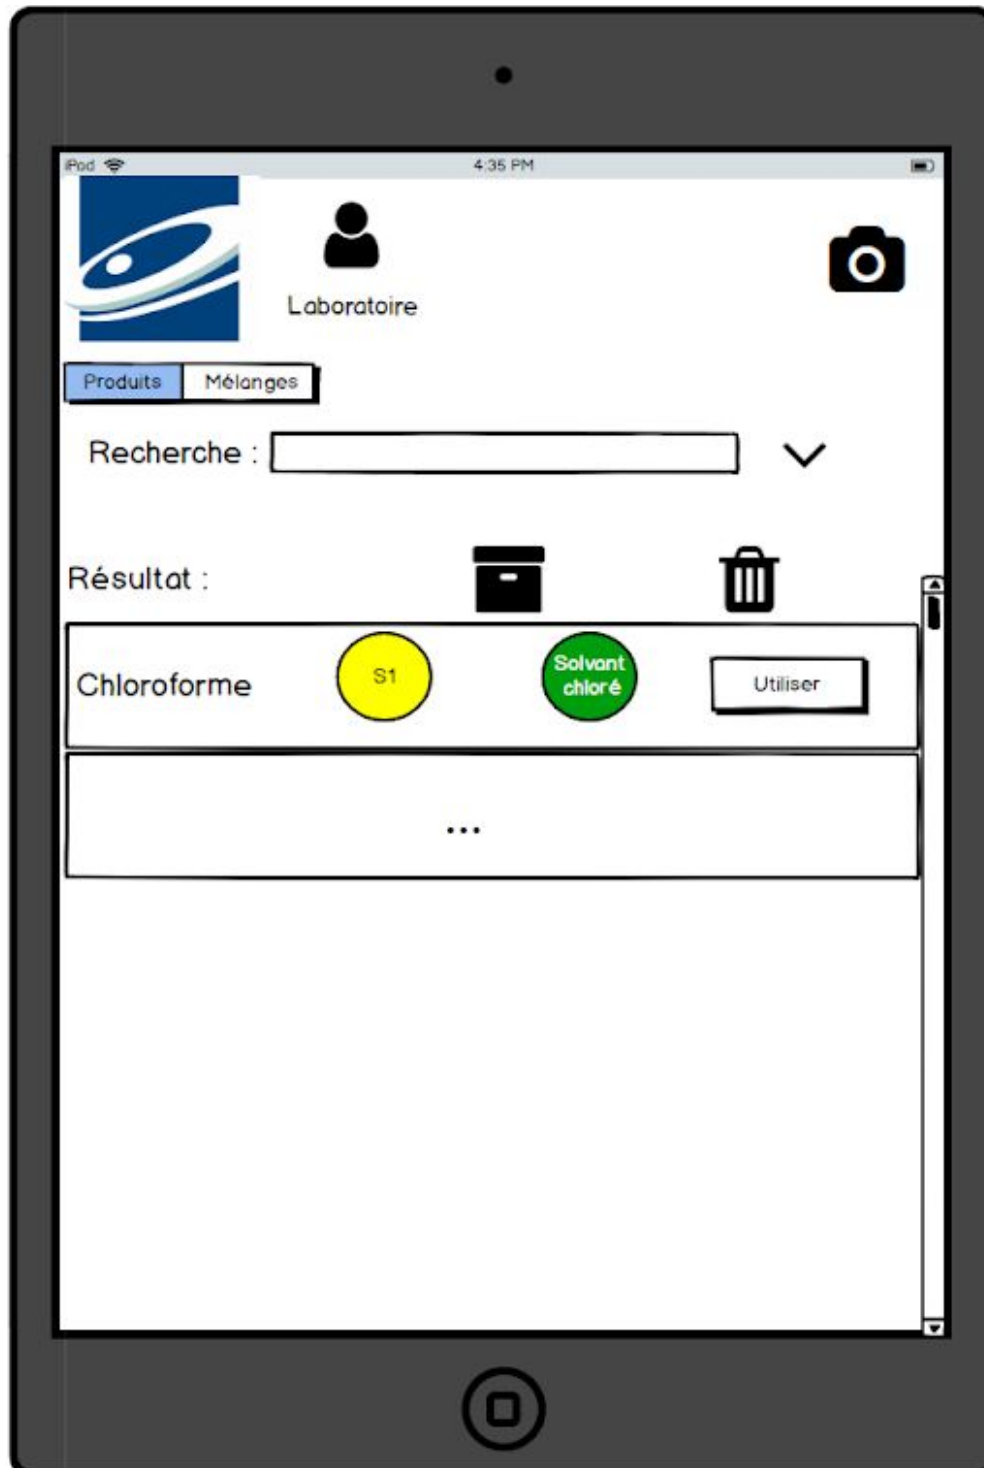 iPod 4:35 PM
Laboratoire
Produits Mélanges
Recherche :
Résultat :
Chloroforme S1 Solvant chloré Utiliser
...